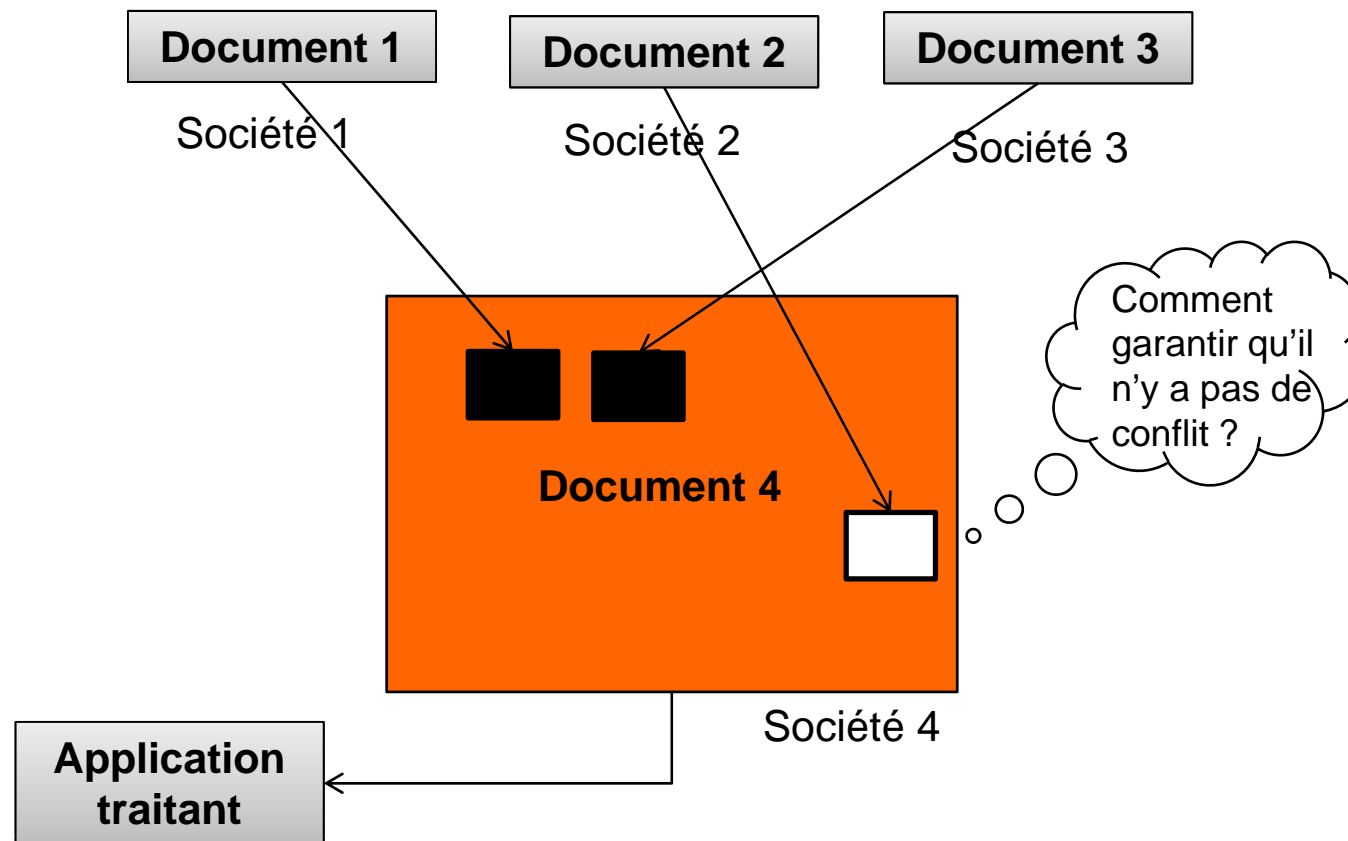 Document 1
Document 2
Document 3
Société 1
Société 2
Société 3
Comment
garantir qu’il
n’y a pas de
conflit ?
Document 4
Société 4
Application
traitant